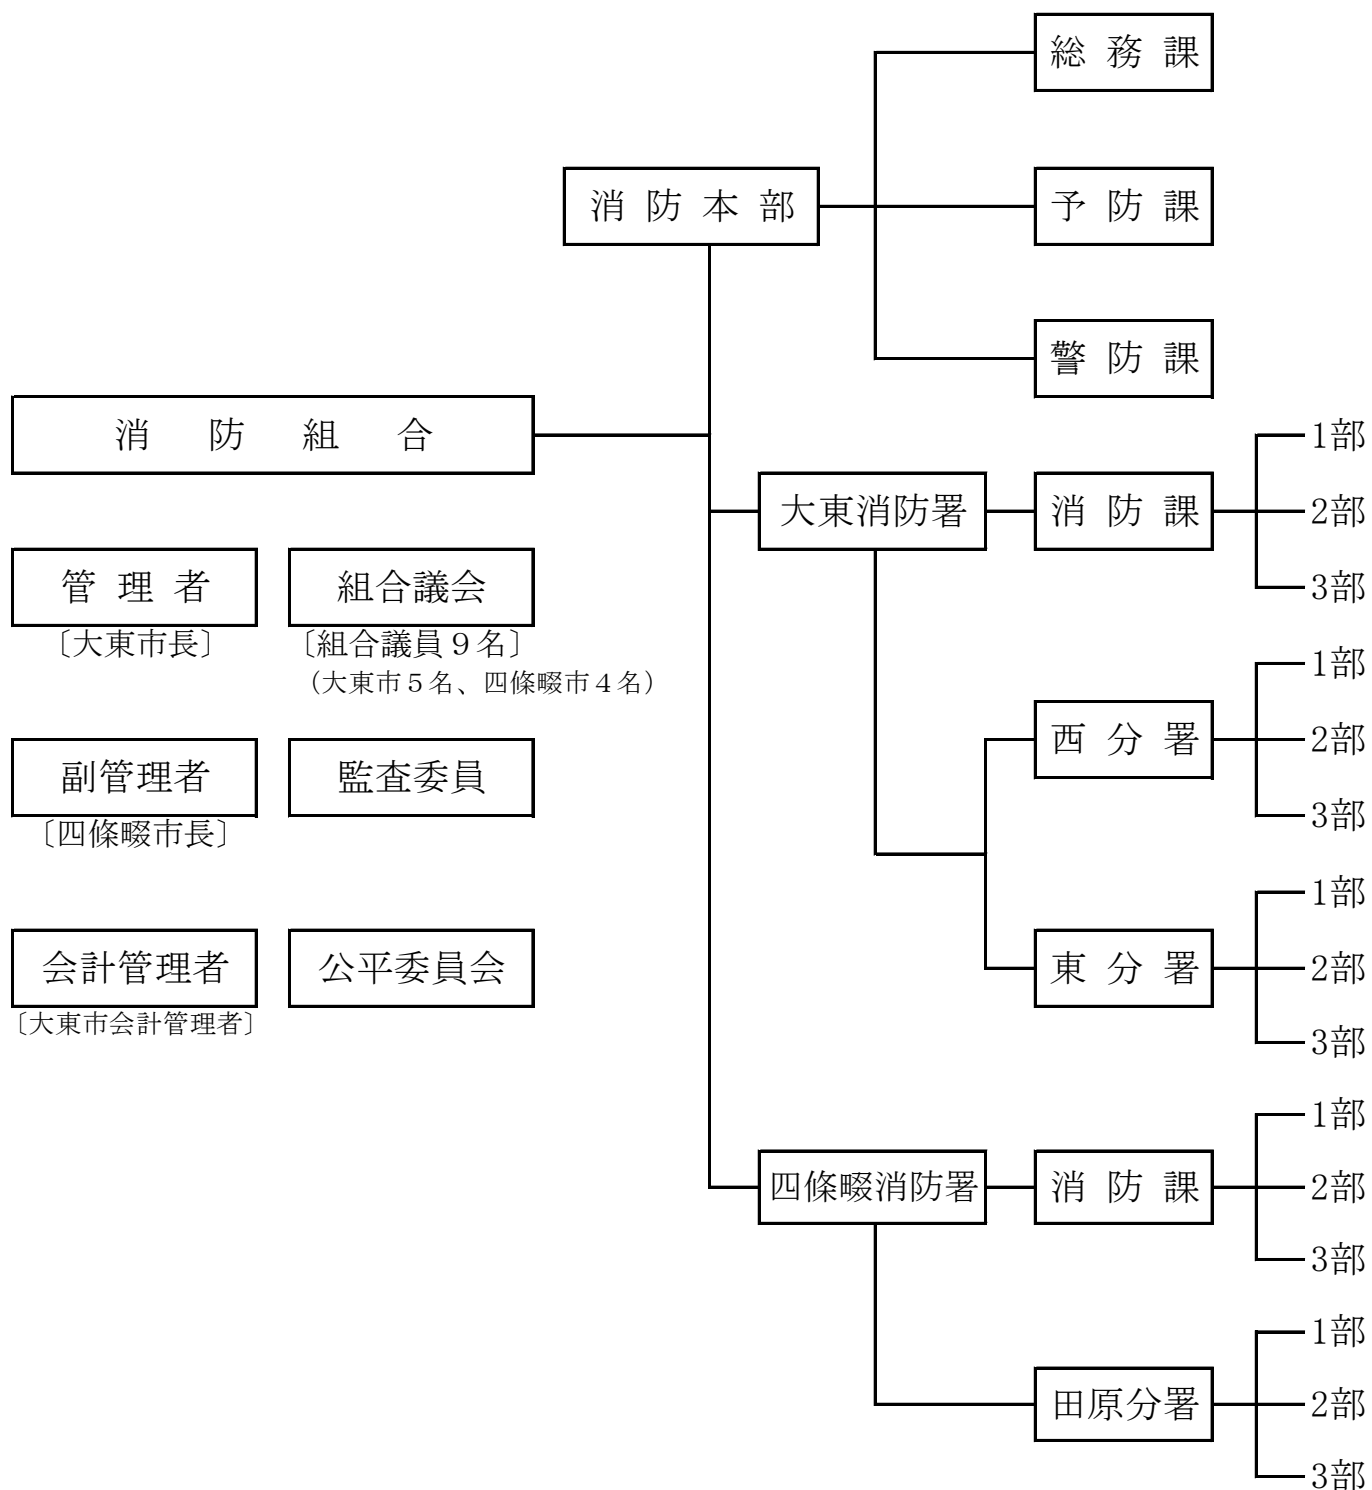 総務課
消防本部
予防課
警防課
消防組合
1部
大東消防署
消防課
2部
3部
管理者
組合議会
〔大東市長〕
〔組合議員９名〕
（大東市５名、四條畷市４名）
1部
西分署
2部
3部
副管理者
監査委員
〔四條畷市長〕
1部
東分署
2部
3部
会計管理者
公平委員会
〔大東市会計管理者〕
1部
四條畷消防署
消防課
2部
3部
1部
田原分署
2部
3部